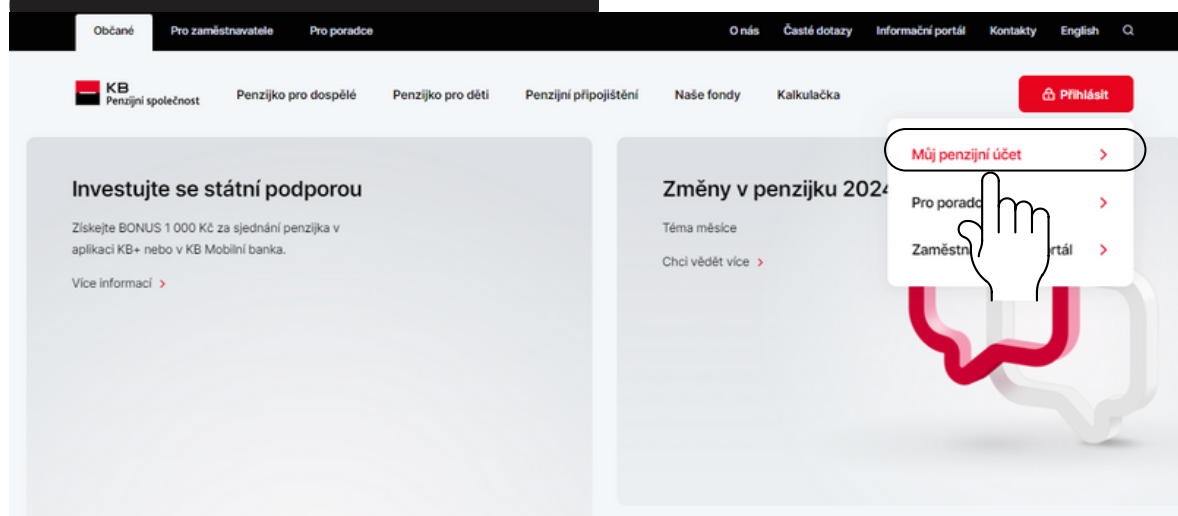 Občané Pro zaměstnavatele Pro poradce O nás Časté dotazy Informační portál Kontakty English
KB
Penzijní společnost
Penzijko pro dospělé Penzijko pro děti Penzijní připojištění Naše fondy Kalkulačka Přihlásit
Můj penzijní účet
Pro
Investujte se státní podporou
Získejte BONUS 1 000 Kč za sjednání penzijka v
aplikaci KB+ nebo v KB Mobilní banka.
Více informací
Změny v penzijku 2024
Téma měsíce
Chci vědět více